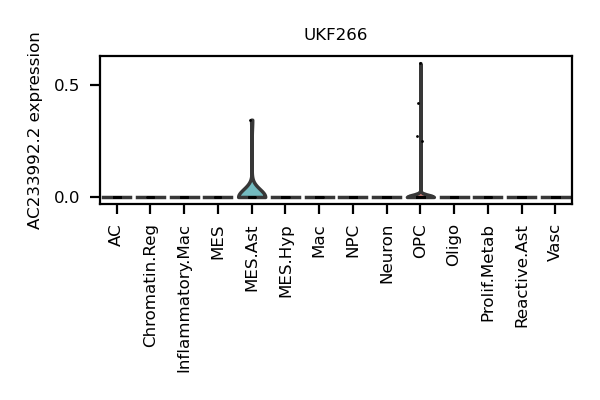 UKF266
AC233992.2 expression
0.5
0.0
AC
Chromatin.Reg
Inflammatory.Mac
MES
MES.Ast
MES.Hyp
Mac
NPC
Neuron
OPC
Oligo
Prolif.Metab
Reactive.Ast
Vasc